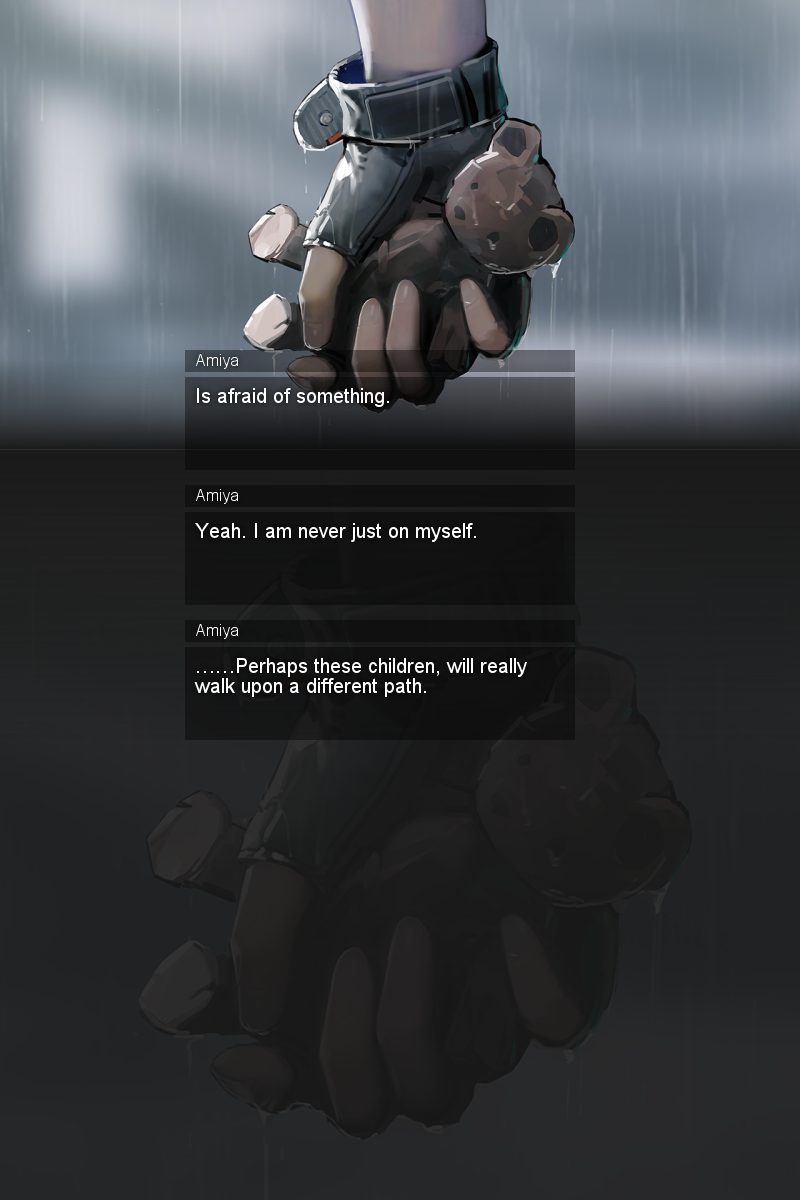 Amiya
Is afraid of something.
Amiya
Yeah. I am never just on myself.
Amiya
……Perhaps these children, will really
walk upon a different path.